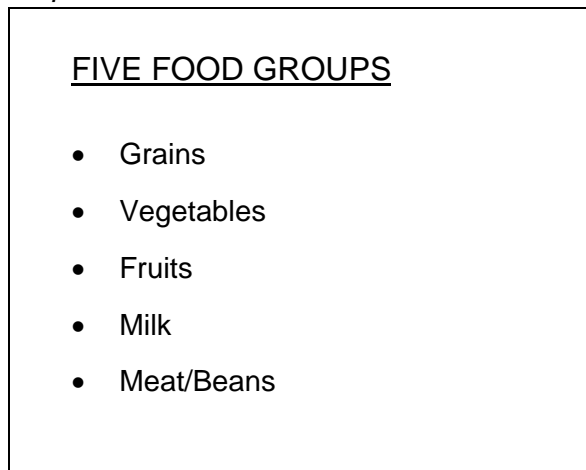 FIVE FOOD GROUPS
• Grains
• Vegetables
• Fruits
• Milk
• Meat/Beans